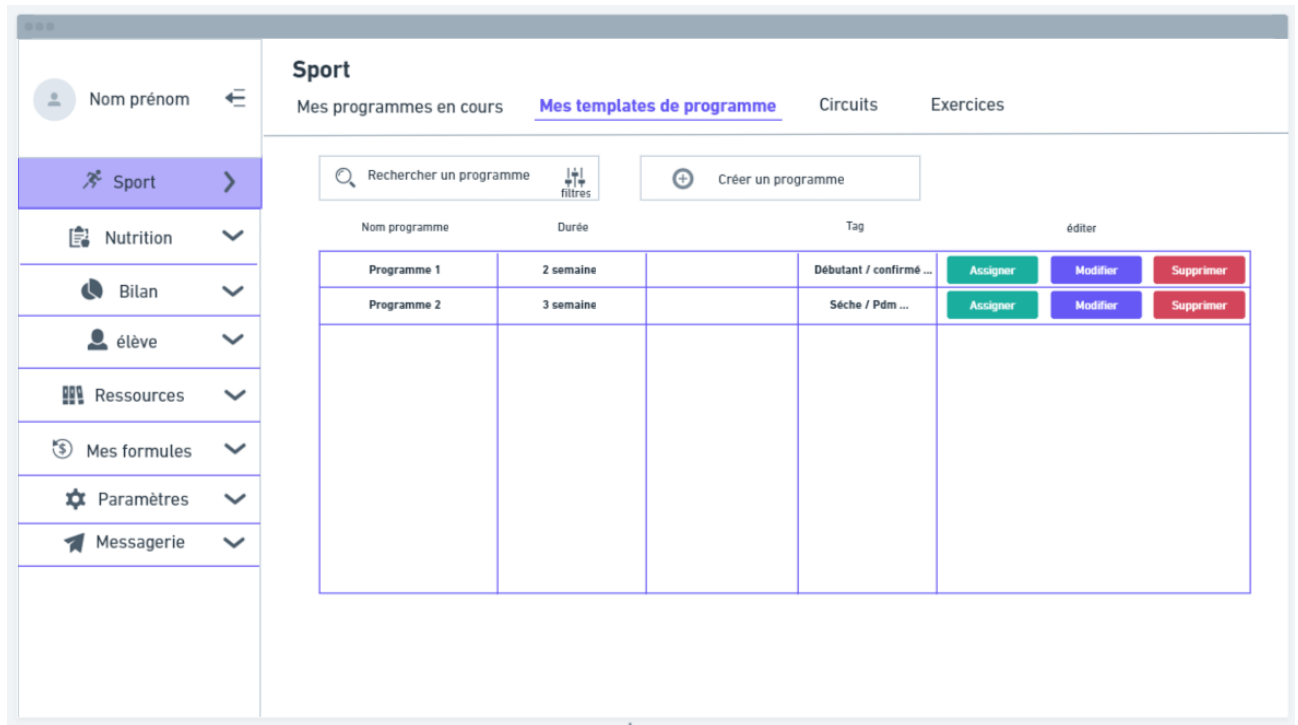 Nom prénom
Sport
Nutrition
Bilan
élève
Ressources
Mes formules
Paramètres
Messagerie
Sport
Mes programmes en cours Mes templates de programme Circuits Exercices
Rechercher un programme filtres Créer un programme
Nom programme Durée Tag éditer
Programme 1 2 semaine Débutant / confirmé ... Assigner Modifier Supprimer
Programme 2 3 semaine Séche / Pdm ... Assigner Modifier Supprimer